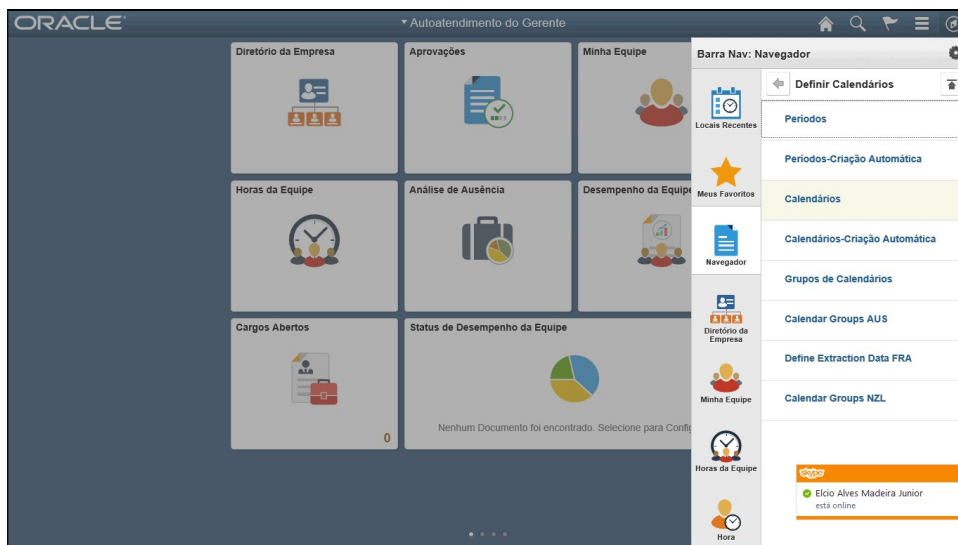 ORACLE
Autoatendimento do Gerente
Diretório da Empresa
Aprovações
Minha Equipe
Horas da Equipe
Análise de Ausência
Desempenho da Equipe
Cargos Abertos
0
Status de Desempenho da Equipe
Nenhum Documento foi encontrado. Selecione para
Barra Nav: Navegador
Locais Recentes
Meus Favoritos
Navegador
Diretório da
Empresa
Minha Equipe
Horas da Equipe
Hora
Definir Calendários
Períodos
Períodos-Criação Automática
Calendários
Calendários-Criação Automática
Grupos de Calendários
Calendar Groups AUS
Define Extraction Data FRA
Calendar Groups NZL
skype
Elcio Alves Madeira Junior
está online